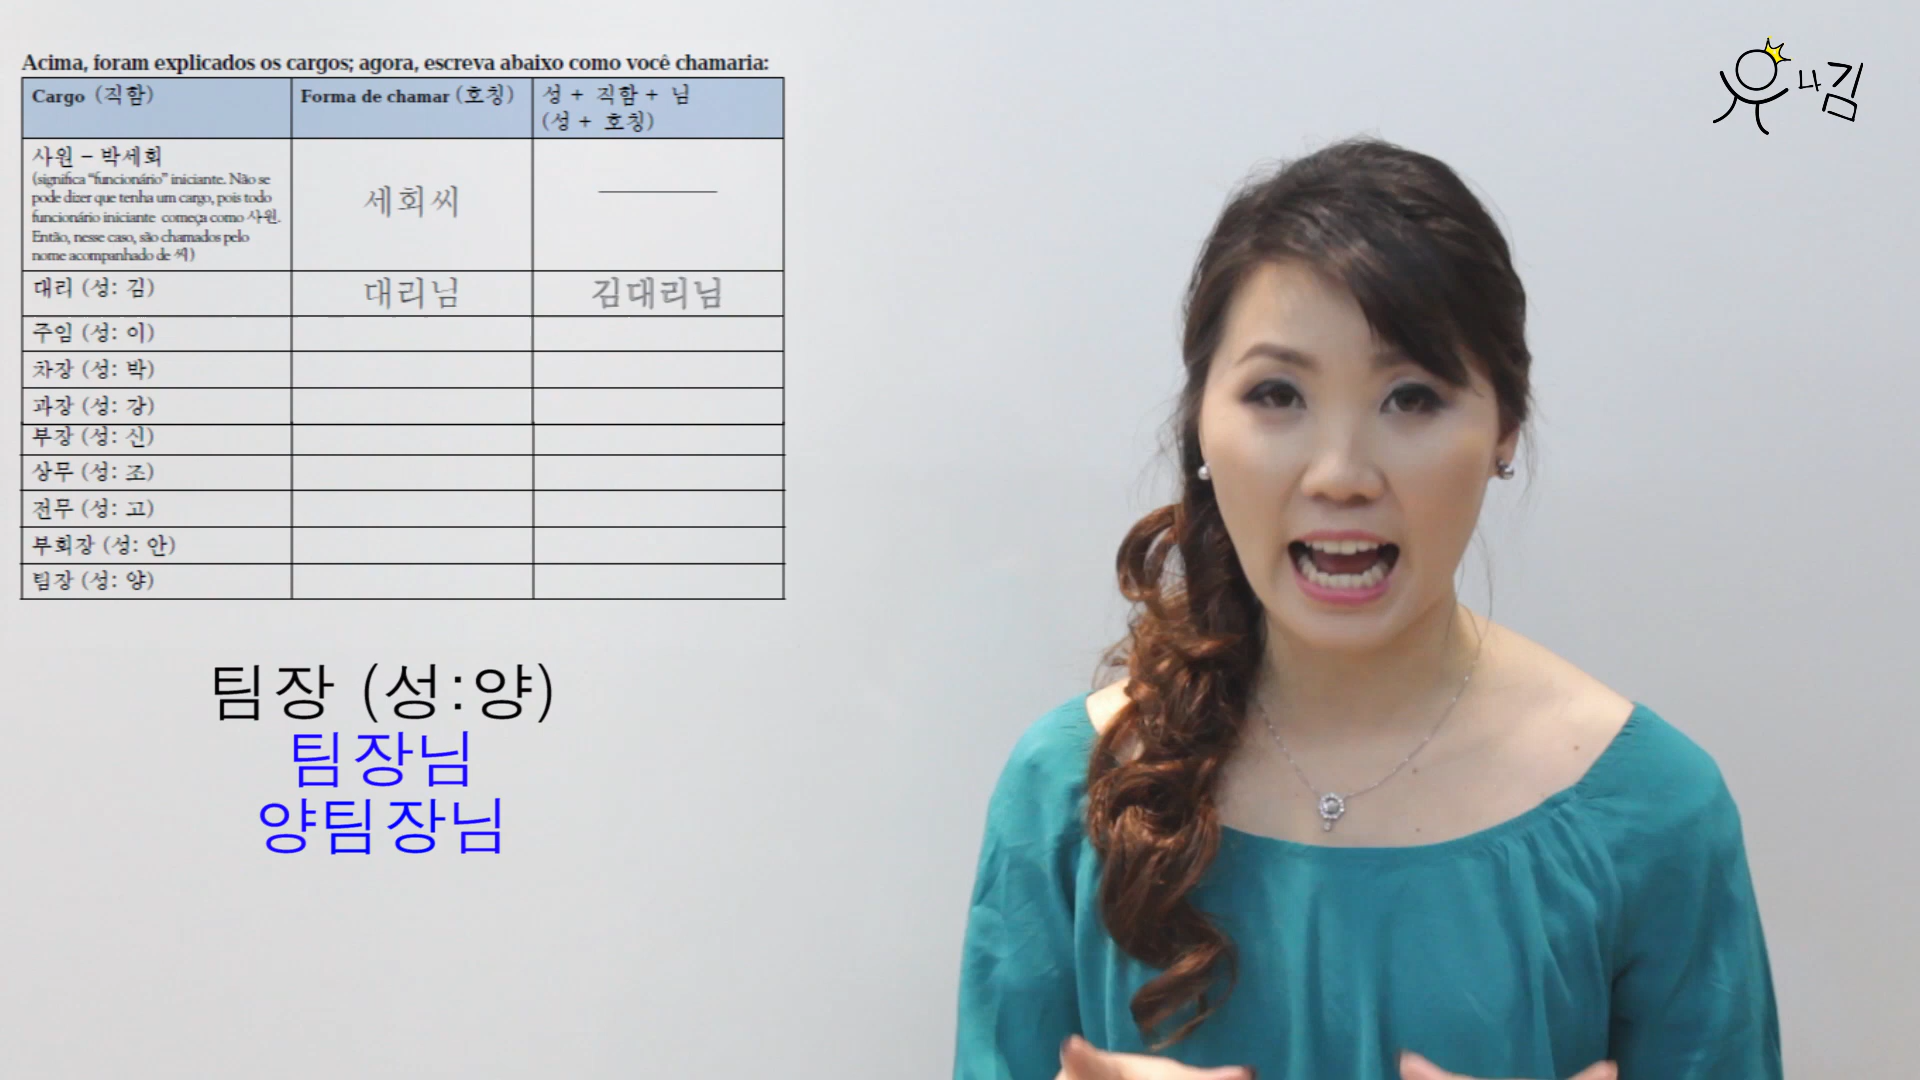 Acima, foram explicados os cargos; agora, escreva abaixo como você chamaria:
Cargo (직함)
Forma de chamar (호칭)
성 + 직함 + 님
(성 + 호칭)
사원 – 박세희
(significa “funcionário” iniciante. Não se
pode dizer que tenha um cargo, pois todo
funcionário iniciante começa como 사원.
Então, nesse caso, são chamados pelo
nome acompanhado de 씨)
세희씨
대리 (성: 김)
대리님
김대리님
주임 (성: 이)
차장 (성: 박)
과장 (성: 강)
부장 (성: 신)
상무 (성: 조)
전무 (성: 고)
부회장 (성: 안)
팀장 (성: 양)
팀장 (성:양)
팀장님
양팀장님
유나킴